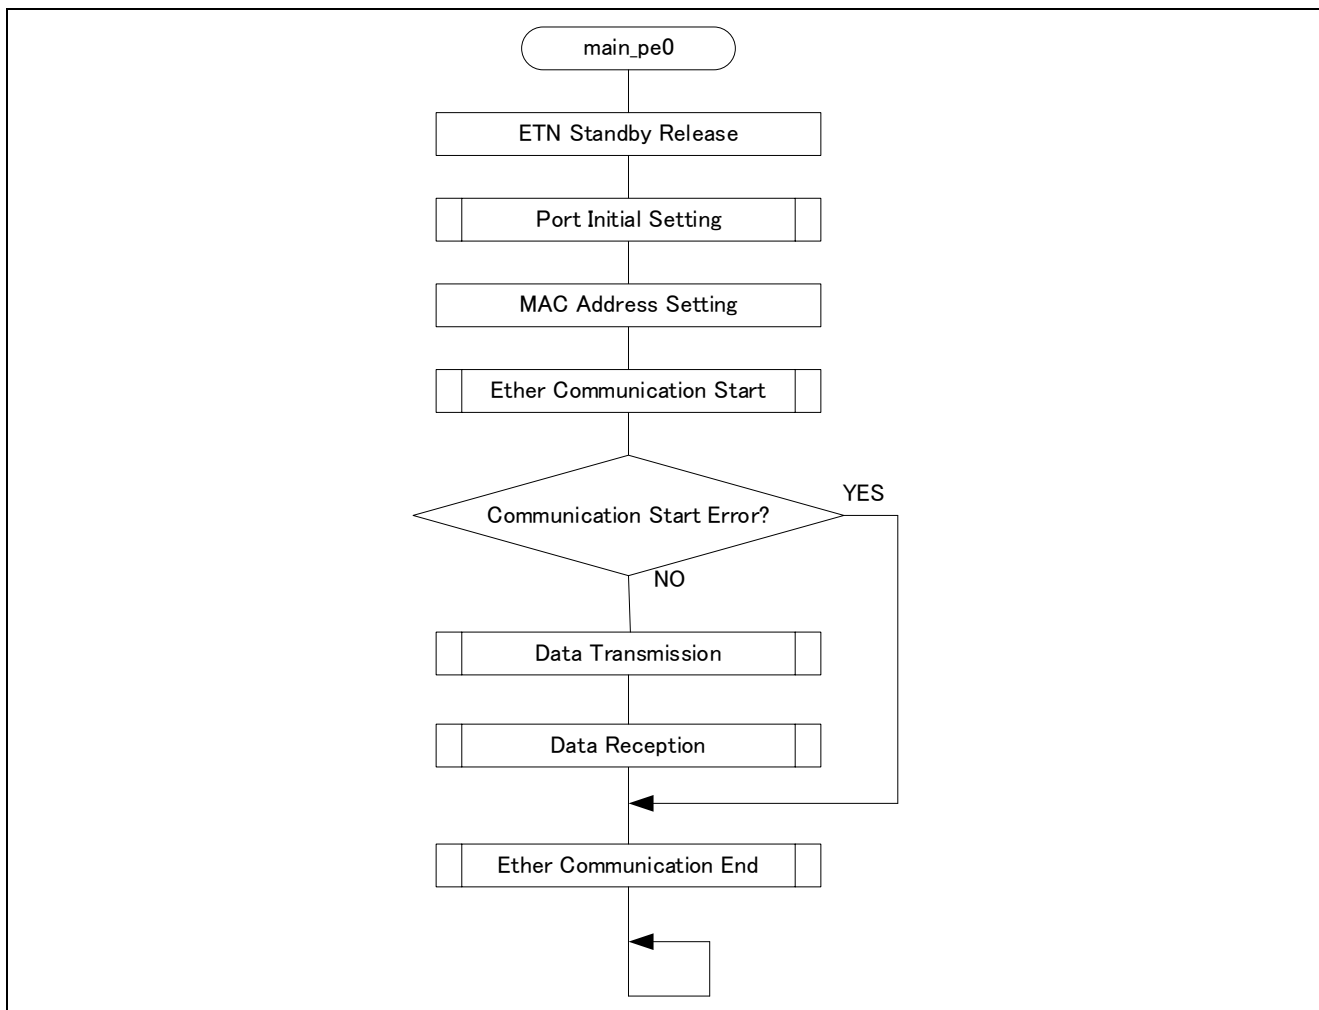 main_pe0
ETN Standby Release
Port Initial Setting
MAC Address Setting
Ether Communication Start
Communication Start Error?
YES
NO
Data Transmission
Data Reception
Ether Communication End